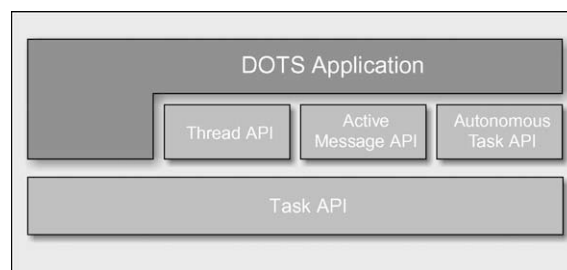 DOTS Application
Thread API
Active
Message API
Autonomous
Task API
Task API